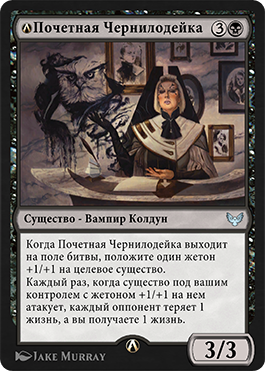 Почетная Чернилодейка 3
Существо - Вампир Колдун
Когда Почетная Чернилодейка выходит
на поле битвы, положите один жетон
+1/+1 на целевое существо.
Каждый раз, когда существо под вашим
контролем с жетоном +1/+1 на нем
атакует, каждый оппонент теряет 1
жизнь, а вы получаете 1 жизнь.
Jake Murray
3/3